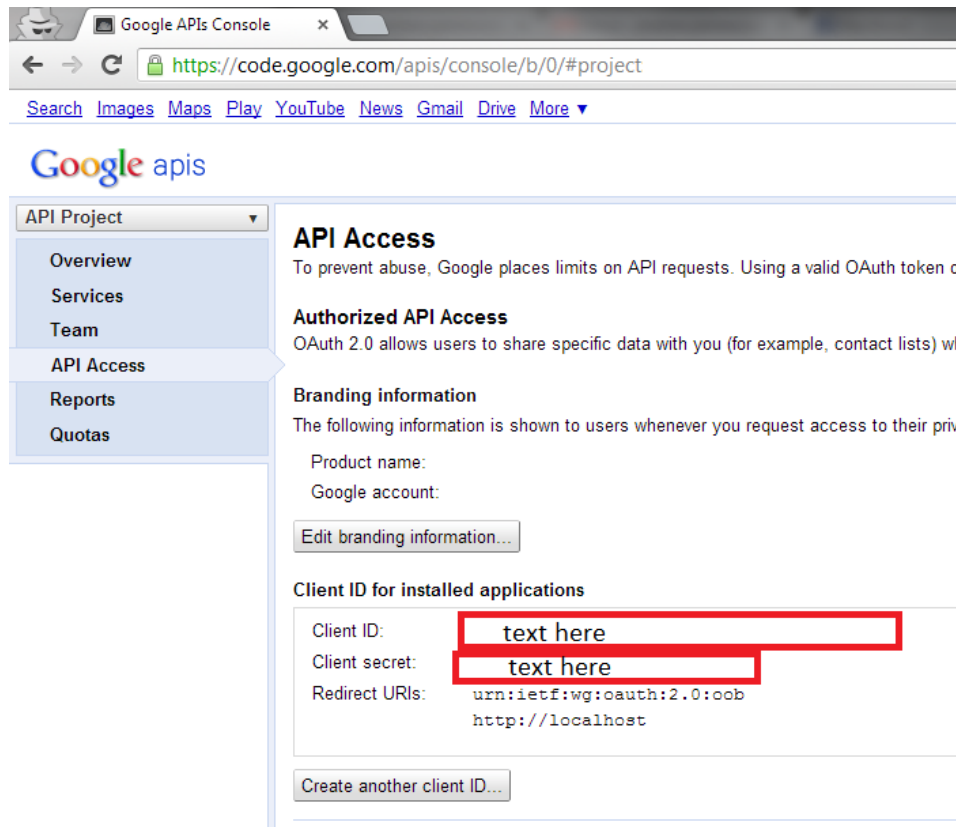 Google APIs Console
https://code.google.com/apis/console/b/0/#project
Search Images Maps Play YouTube News Gmail Drive More ▼
Google apis
API Project ▼
Overview
Services
Team
API Access
Reports
Quotas
API Access
To prevent abuse, Google places limits on API requests. Using a valid OAuth token
Authorized API Access
OAuth 2.0 allows users to share specific data with you (for example, contact lists)
Branding information
The following information is shown to users whenever you request access to their
Product name:
Google account:
Edit branding information...
Client ID for installed applications
Client ID: text here
Client secret: text here
Redirect URIs: urn:ietf:wg:oauth:2.0:oob
http://localhost
Create another client ID...